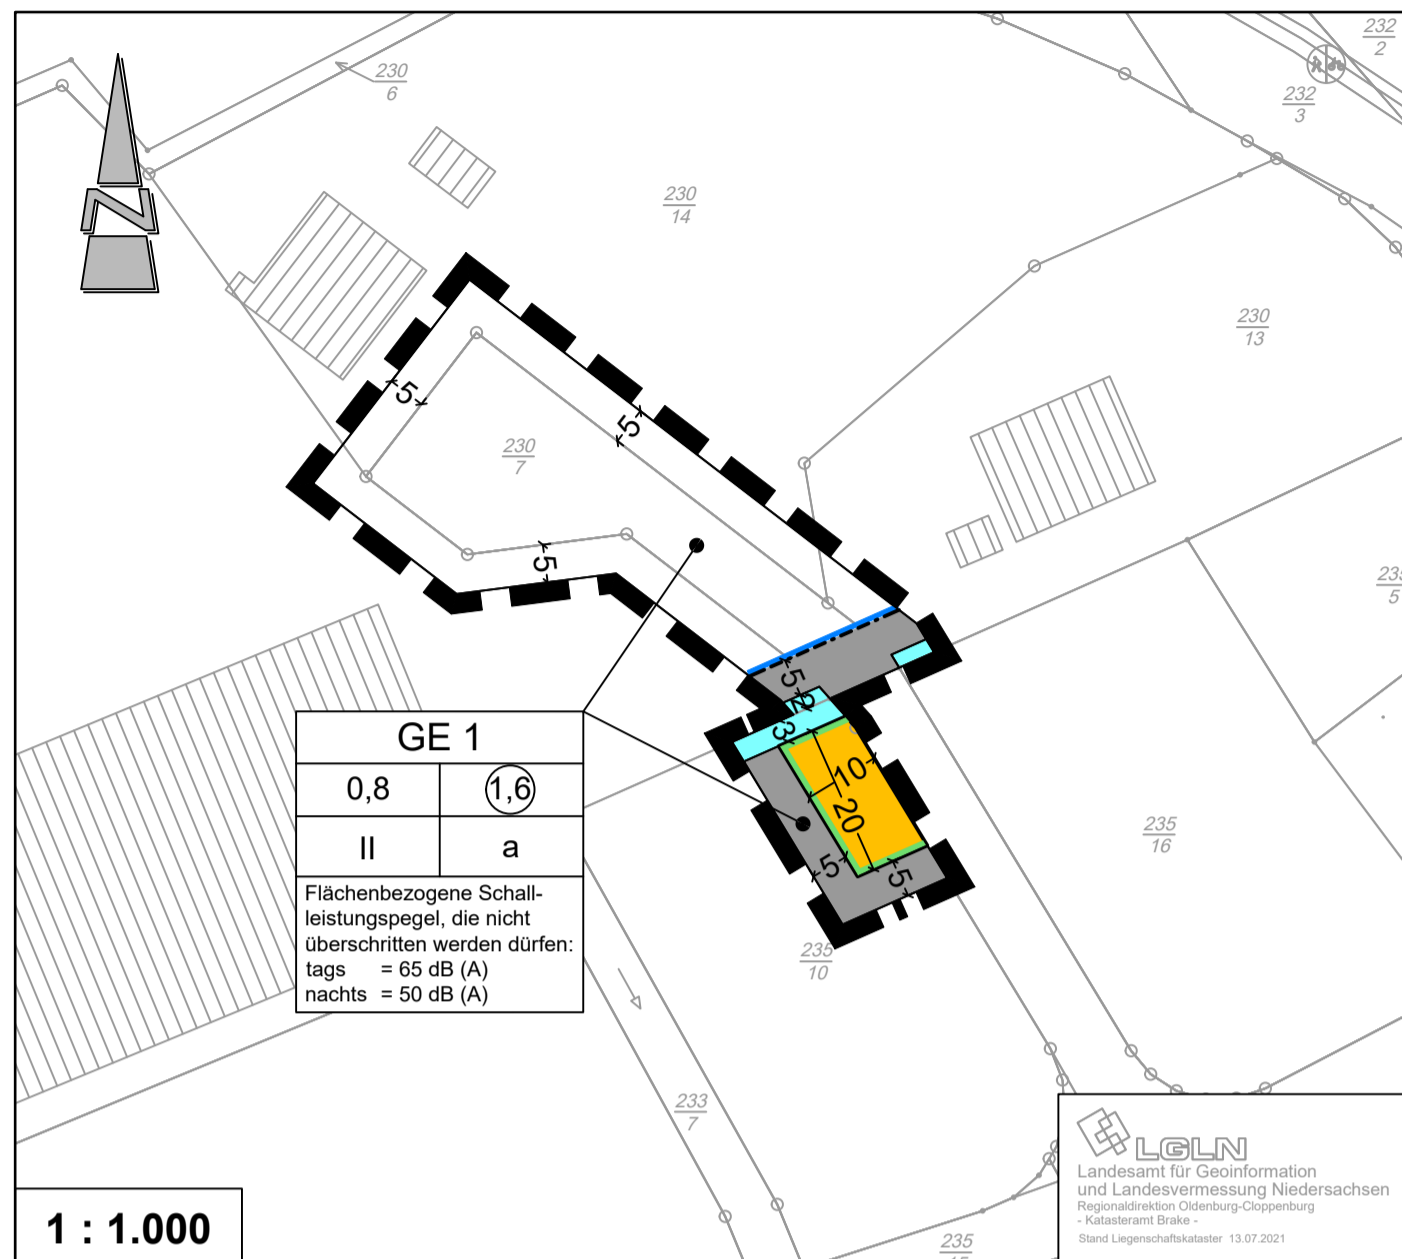 232
2
230
6
232
3
230
14
230
13
5
5
230
7
5
235
5
5
2
3
10
20
5
5
GE 1
0,8 1,6
II a
Flächenbezogene Schall-
leistungspegel, die nicht
überschritten werden dürfen:
tags = 65 dB (A)
nachts = 50 dB (A)
235
16
235
10
233
7
LGLN
Landesamt für Geoinformation
und Landesvermessung Niedersachsen
Regionaldirektion Oldenburg-Cloppenburg
- Katasteramt Brake -
Stand Liegenschaftskataster 13.07.2021
1 : 1.000
235